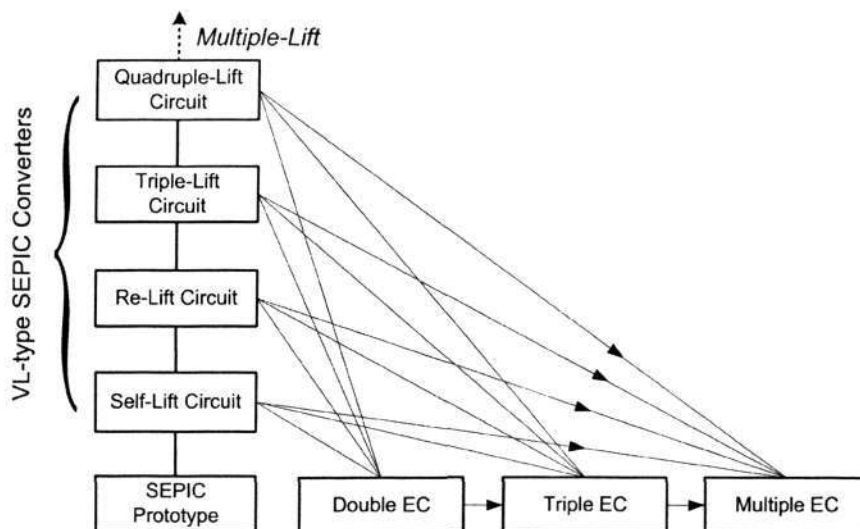 Multiple-Lift
Quadruple-Lift
Circuit
Triple-Lift
Circuit
Re-Lift Circuit
Self-Lift Circuit
SEPIC
Prototype
VL-type SEPIC Converters
Double EC
Triple EC
Multiple EC